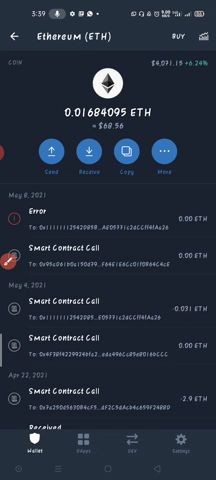 3:39
Ethereum (ETH)
BUY
COIN
$4,071.15 +6.24%
0.01684095 ETH
≈ $68.56
Send
Receive
Copy
More
May 8, 2021
Error
0.00 ETH
Smart Contract Call
0.00 ETH
May 4, 2021
Smart Contract Call
-0.031 ETH
Smart Contract Call
0.00 ETH
Apr 22, 2021
Smart Contract Call
-2.9 ETH
Received
Wallet
DApps
DEX
Settings